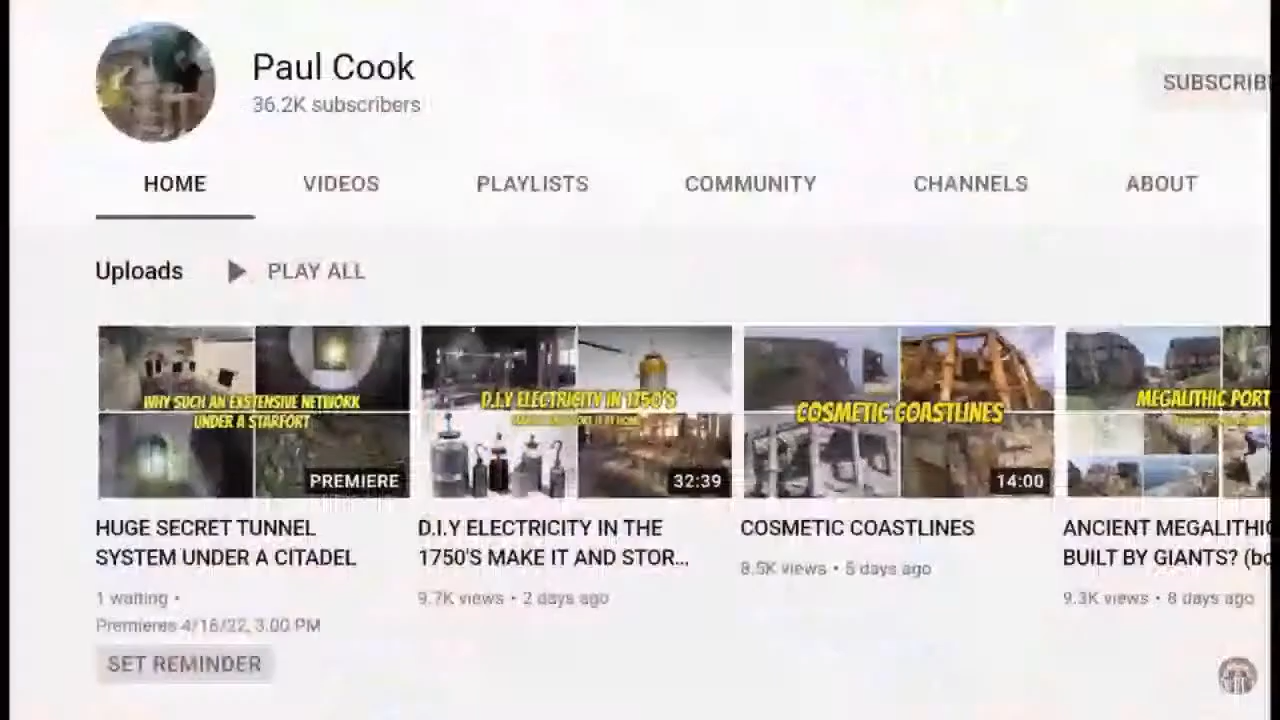 Paul Cook
36.2K subscribers
SUBSCRIB
HOME VIDEOS PLAYLISTS COMMUNITY CHANNELS ABOUT
Uploads PLAY ALL
WHY SUCH AN EXSTENSIVE NETWORK
UNDER A STARFORT
PREMIERE
D.I.Y ELECTRICITY IN 1750'S
32:39
COSMETIC COASTLINES
14:00
MEGALITHIC PORT
HUGE SECRET TUNNEL
SYSTEM UNDER A CITADEL
1 waiting •
Premieres 4/16/22, 3:00 PM
SET REMINDER
D.I.Y ELECTRICITY IN THE
1750'S MAKE IT AND STOR...
9.7K views • 2 days ago
COSMETIC COASTLINES
8.5K views • 5 days ago
ANCIENT MEGALITHIC
BUILT BY GIANTS? (bo
9.3K views • 8 days ago